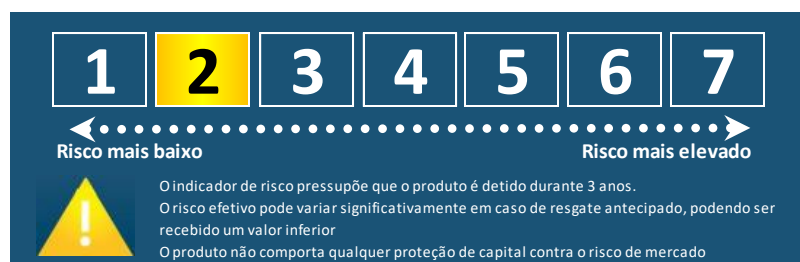 1 2 3 4 5 6 7
Risco mais baixo Risco mais elevado
O indicador de risco pressupõe que o produto é detido durante 3 anos.
O risco efetivo pode variar significativamente em caso de resgate antecipado, podendo ser
recebido um valor inferior
O produto não comporta qualquer proteção de capital contra o risco de mercado